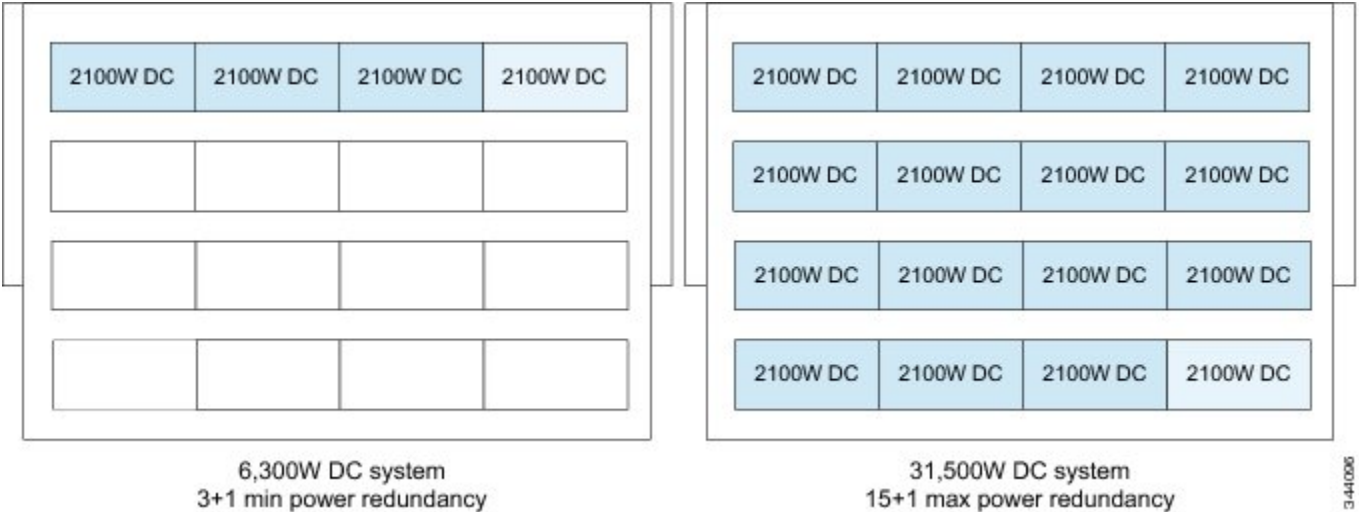 2100W DC 2100W DC 2100W DC 2100W DC
6,300W DC system
3+1 min power redundancy
2100W DC 2100W DC 2100W DC 2100W DC
2100W DC 2100W DC 2100W DC 2100W DC
2100W DC 2100W DC 2100W DC 2100W DC
2100W DC 2100W DC 2100W DC 2100W DC
31,500W DC system
15+1 max power redundancy
344096